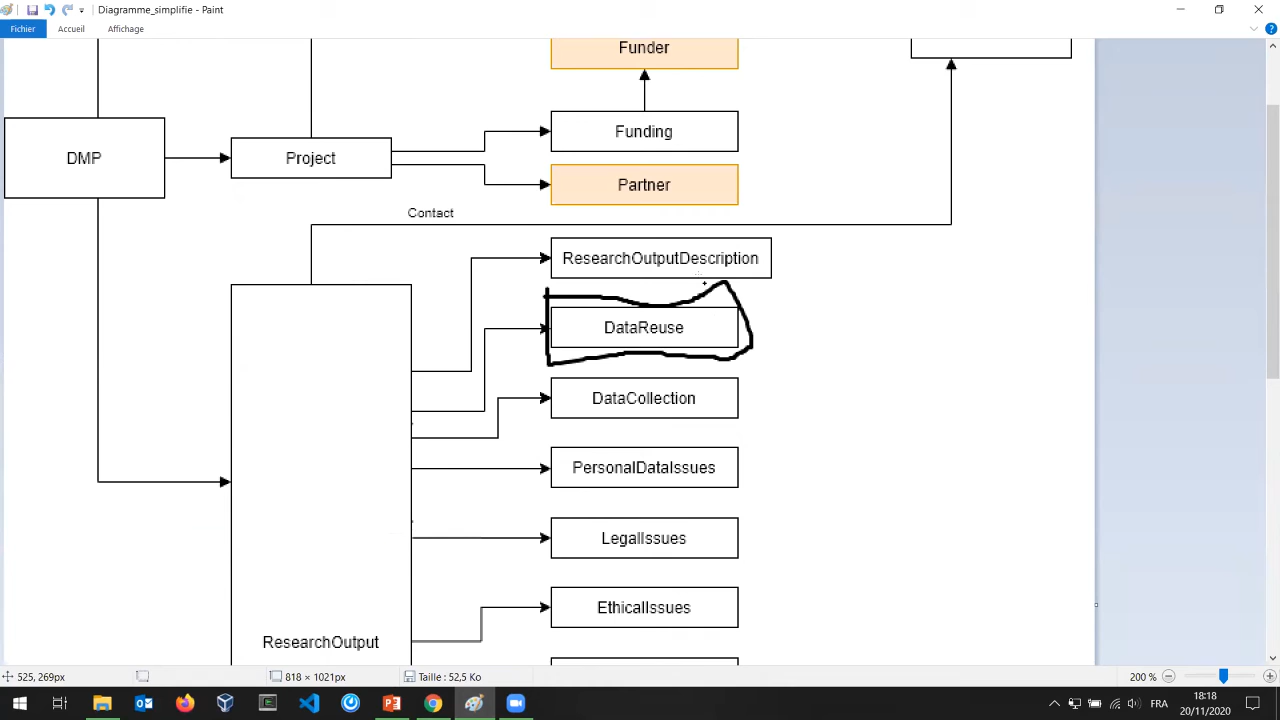 Diagramme_simplifie - Paint
Fichier Accueil Affichage
Funder
Funding
DMP
Project
Partner
Contact
ResearchOutputDescription
DataReuse
DataCollection
PersonalDataIssues
LegalIssues
EthicalIssues
ResearchOutput
525, 269px
818 × 1021px
Taille : 52,5 Ko
200 %
FRA
18:18
20/11/2020